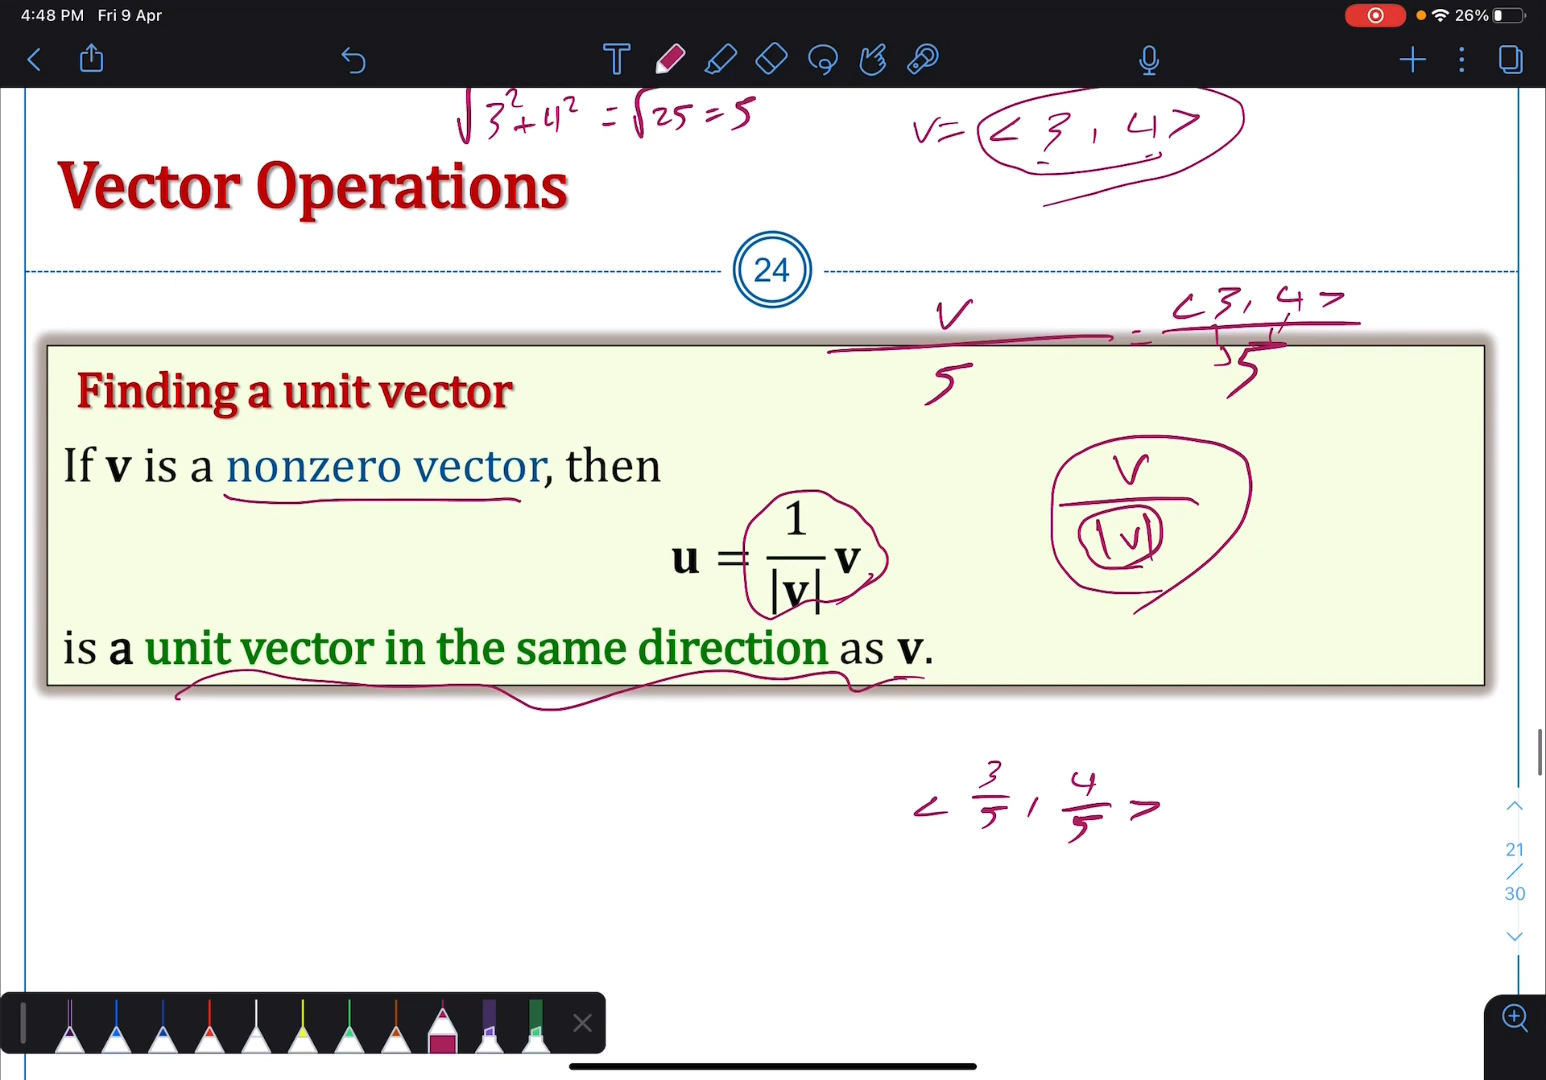 4:48 PM Fri 9 Apr
26%
T
√3²+4² = √25 = 5
v= < 3 , 4 >
Vector Operations
24
v/5 = < 3 , 4 >/5
Finding a unit vector
If v is a nonzero vector, then
v/|v|
u = 1/|v| v
is a unit vector in the same direction as v.
< 3/5 , 4/5 >
21
/
30